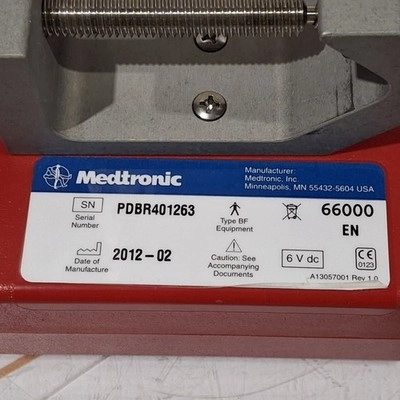 Medtronic
Manufacturer:
Medtronic, Inc
Minneapolis, MN 55432-5604 USA
SN
Serial
Number
PDBR401263
Type BF
Equipment
66000
EN
Date of
Manufacture
2012-02
Caution: See
Accompanying
Documents
6 V dc
CE
0123
A13057001 Rev 1.0